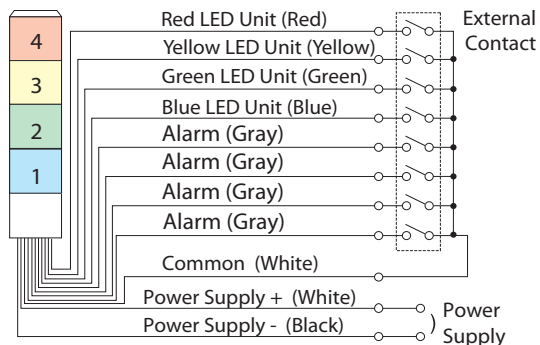 Red LED Unit (Red)
External
Contact
Yellow LED Unit (Yellow)
4
Green LED Unit (Green)
3
Blue LED Unit (Blue)
2
Alarm (Gray)
Alarm (Gray)
1
Alarm (Gray)
Alarm (Gray)
Common (White)
Power Supply + (White)
Power Supply - (Black)
Power
Supply